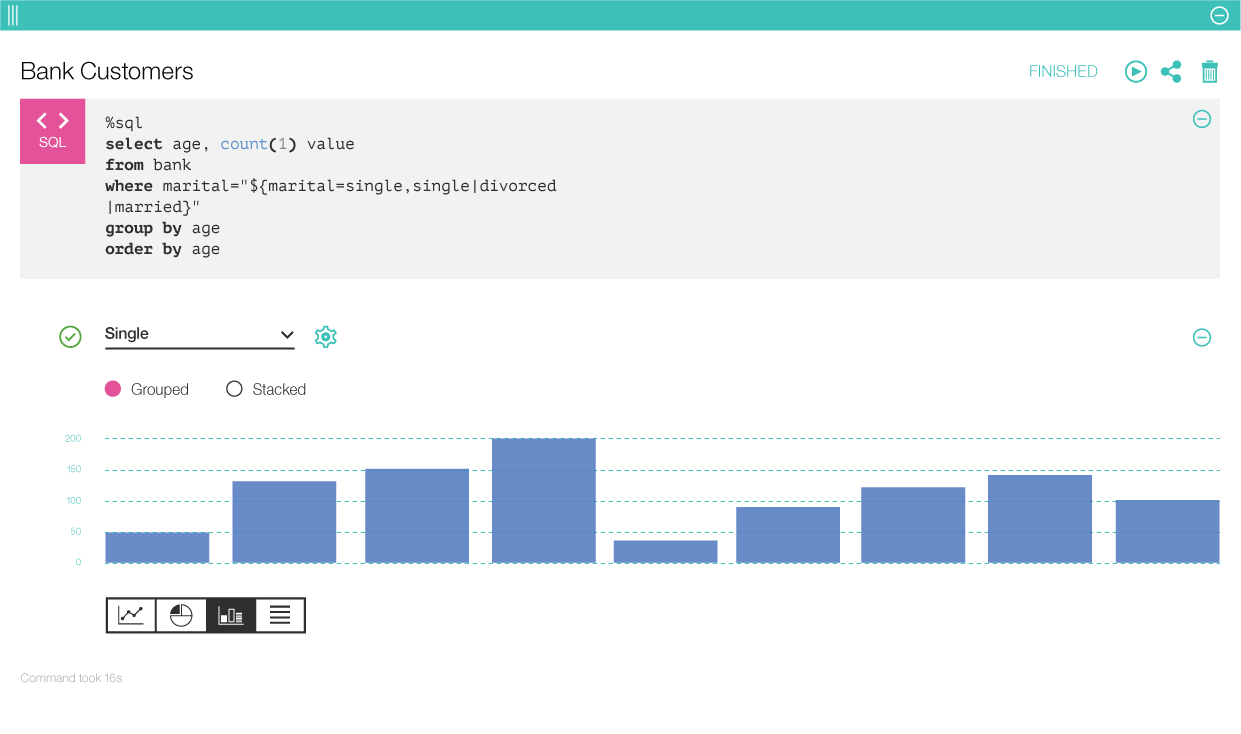 Bank Customers
FINISHED
SQL
%sql
select age, count(1) value
from bank
where marital="${marital=single,single|divorced
|married}"
group by age
order by age
Single
Grouped
Stacked
200
150
100
50
0
Command took 16s